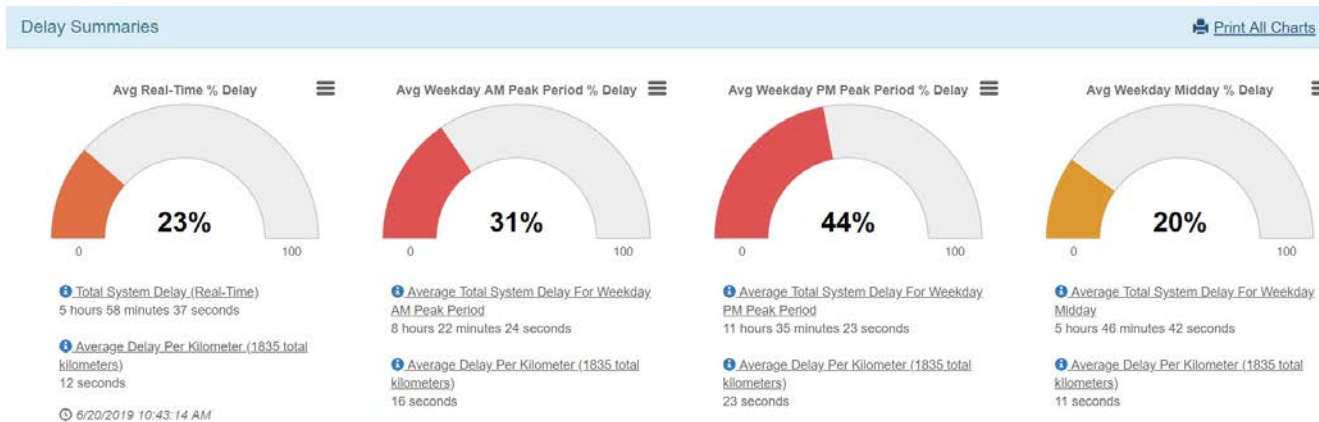 Delay Summaries
Print All Charts
Avg Real-Time % Delay
23%
0
100
Total System Delay (Real-Time)
5 hours 58 minutes 37 seconds
Average Delay Per Kilometer (1835 total
kilometers)
12 seconds
6/20/2019 10:43:14 AM
Avg Weekday AM Peak Period % Delay
31%
0
100
Average Total System Delay For Weekday
AM Peak Period
8 hours 22 minutes 24 seconds
Average Delay Per Kilometer (1835 total
kilometers)
16 seconds
Avg Weekday PM Peak Period % Delay
44%
0
100
Average Total System Delay For Weekday
PM Peak Period
11 hours 35 minutes 23 seconds
Average Delay Per Kilometer (1835 total
kilometers)
23 seconds
Avg Weekday Midday % Delay
20%
0
100
Average Total System Delay For Weekday
Midday
5 hours 46 minutes 42 seconds
Average Delay Per Kilometer (1835 total
kilometers)
11 seconds